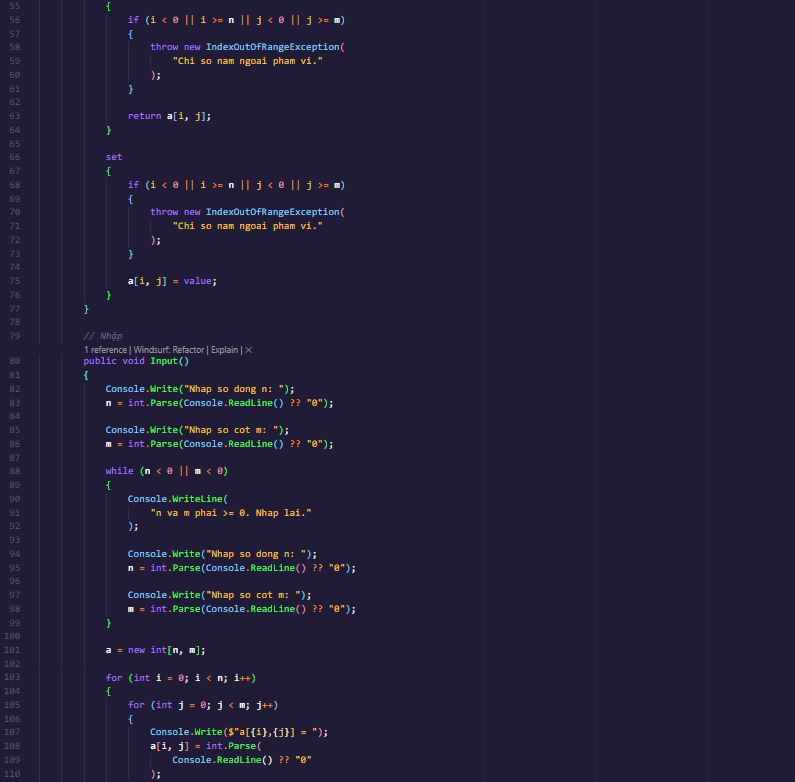 55 {
56 if (i < 0 || i >= n || j < 0 || j >= m)
57 {
58 throw new IndexOutOfRangeException(
59 "Chi so nam ngoai pham vi."
60 );
61 }
62
63 return a[i, j];
64 }
65
66 set
67 {
68 if (i < 0 || i >= n || j < 0 || j >= m)
69 {
70 throw new IndexOutOfRangeException(
71 "Chi so nam ngoai pham vi."
72 );
73 }
74
75 a[i, j] = value;
76 }
77 }
78
79 // Nhập
1 reference | Windsurf: Refactor | Explain | ×
80 public void Input()
81 {
82 Console.Write("Nhap so dong n: ");
83 n = int.Parse(Console.ReadLine() ?? "0");
84
85 Console.Write("Nhap so cot m: ");
86 m = int.Parse(Console.ReadLine() ?? "0");
87
88 while (n < 0 || m < 0)
89 {
90 Console.WriteLine(
91 "n va m phai >= 0. Nhap lai."
92 );
93
94 Console.Write("Nhap so dong n: ");
95 n = int.Parse(Console.ReadLine() ?? "0");
96
97 Console.Write("Nhap so cot m: ");
98 m = int.Parse(Console.ReadLine() ?? "0");
99 }
100
101 a = new int[n, m];
102
103 for (int i = 0; i < n; i++)
104 {
105 for (int j = 0; j < m; j++)
106 {
107 Console.Write($"a[{i},{j}] = ");
108 a[i, j] = int.Parse(
109 Console.ReadLine() ?? "0"
110 );